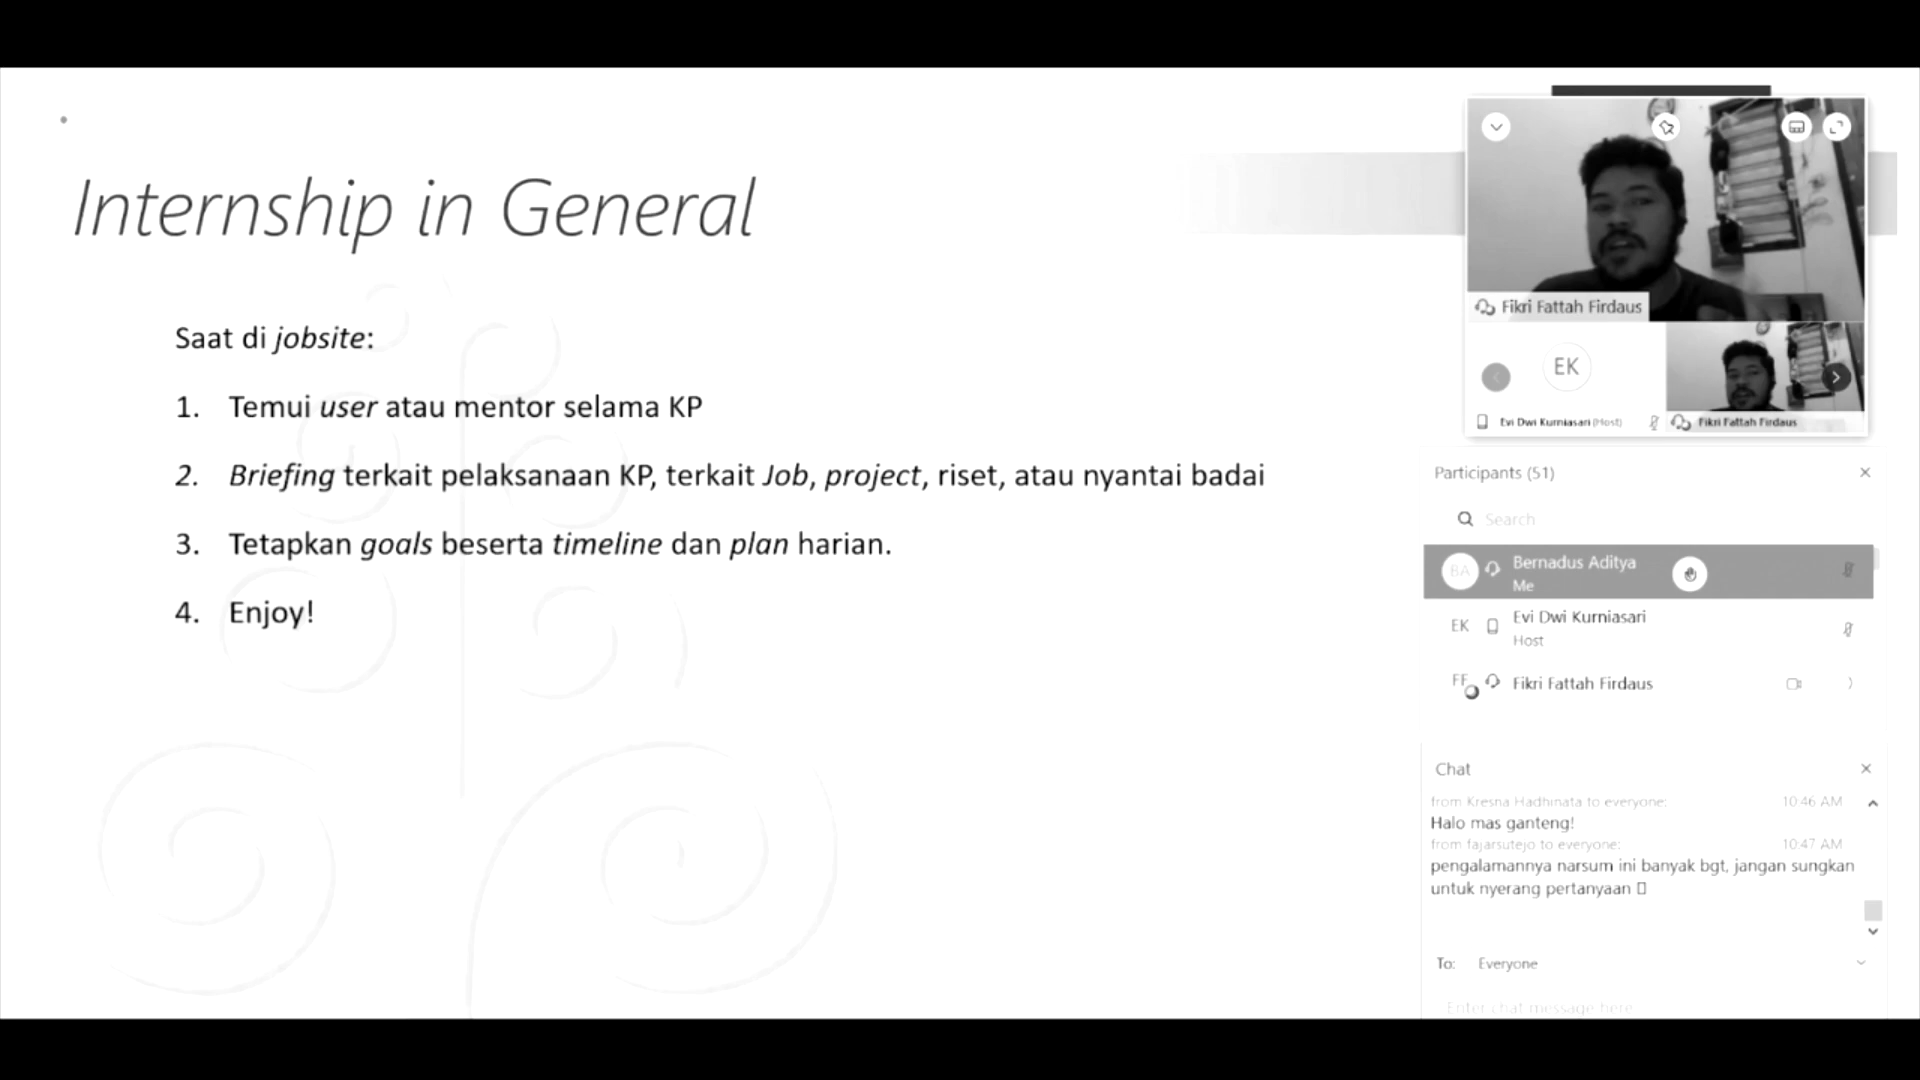 Internship in General
Saat di jobsite:
1. Temui user atau mentor selama KP
2. Briefing terkait pelaksanaan KP, terkait Job, project, riset, atau nyantai badai
3. Tetapkan goals beserta timeline dan plan harian.
4. Enjoy!
Fikri Fattah Firdaus
EK
Evi Dwi Kurniasari (Host)
Fikri Fattah Firdaus
Participants (51)
Search
BA
Bernadus Aditya
Me
EK
Evi Dwi Kurniasari
Host
FF
Fikri Fattah Firdaus
Chat
from Kresna Hadhinata to everyone: 10:46 AM
Halo mas ganteng!
from fajarsutejo to everyone: 10:47 AM
pengalamannya narsum ini banyak bgt, jangan sungkan
untuk nyerang pertanyaan
To: Everyone
Enter chat message here